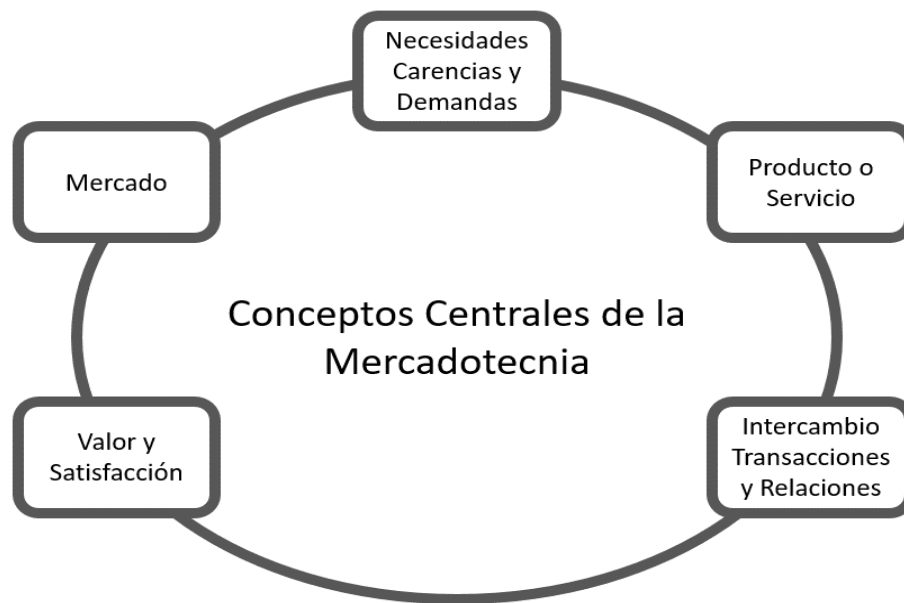 Necesidades
Carencias y
Demandas
Mercado
Producto o
Servicio
Conceptos Centrales de la
Mercadotecnia
Valor y
Satisfacción
Intercambio
Transacciones
y Relaciones